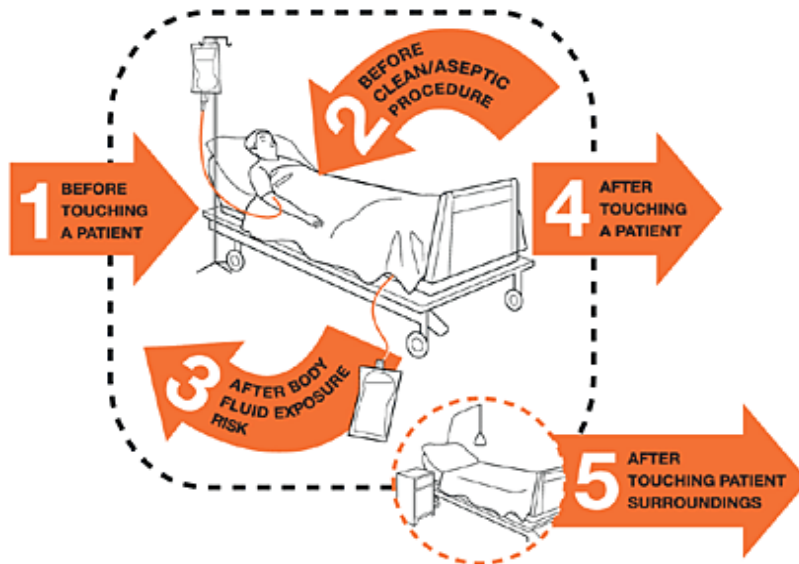 1
BEFORE
TOUCHING
A PATIENT
2
BEFORE
CLEAN/ASEPTIC
PROCEDURE
3
AFTER BODY
FLUID EXPOSURE
RISK
4
AFTER
TOUCHING
A PATIENT
5
AFTER
TOUCHING PATIENT
SURROUNDINGS